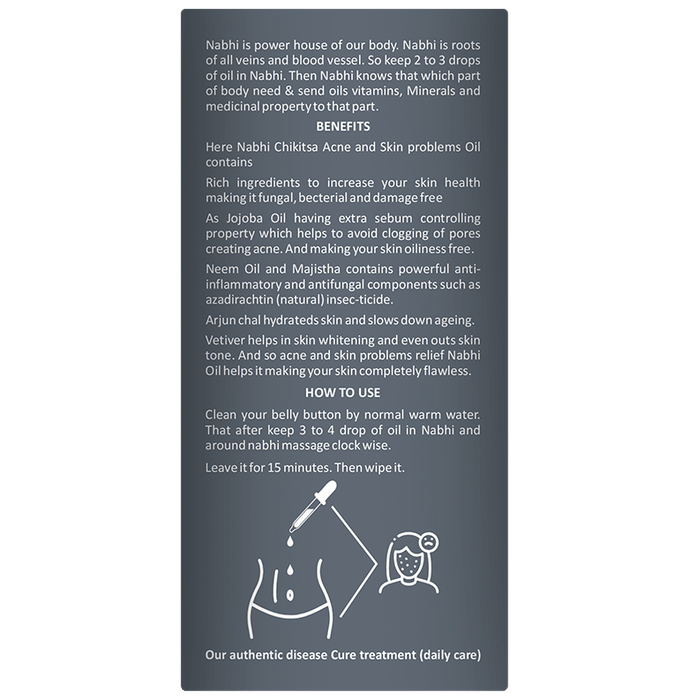 Nabhi is power house of our body. Nabhi is roots
of all veins and blood vessel. So keep 2 to 3 drops
of oil in Nabhi. Then Nabhi knows that which part
of body need & send oils vitamins, Minerals and
medicinal property to that part.
BENEFITS
Here Nabhi Chikitsa Acne and Skin problems Oil
contains
Rich ingredients to increase your skin health
making it fungal, becterial and damage free
As Jojoba Oil having extra sebum controlling
property which helps to avoid clogging of pores
creating acne. And making your skin oiliness free.
Neem Oil and Majistha contains powerful anti-
inflammatory and antifungal components such as
azadirachtin (natural) insec-ticide.
Arjun chal hydrateds skin and slows down ageing.
Vetiver helps in skin whitening and even outs skin
tone. And so acne and skin problems relief Nabhi
Oil helps it making your skin completely flawless.
HOW TO USE
Clean your belly button by normal warm water.
That after keep 3 to 4 drop of oil in Nabhi and
around nabhi massage clock wise.
Leave it for 15 minutes. Then wipe it.
Our authentic disease Cure treatment (daily care)